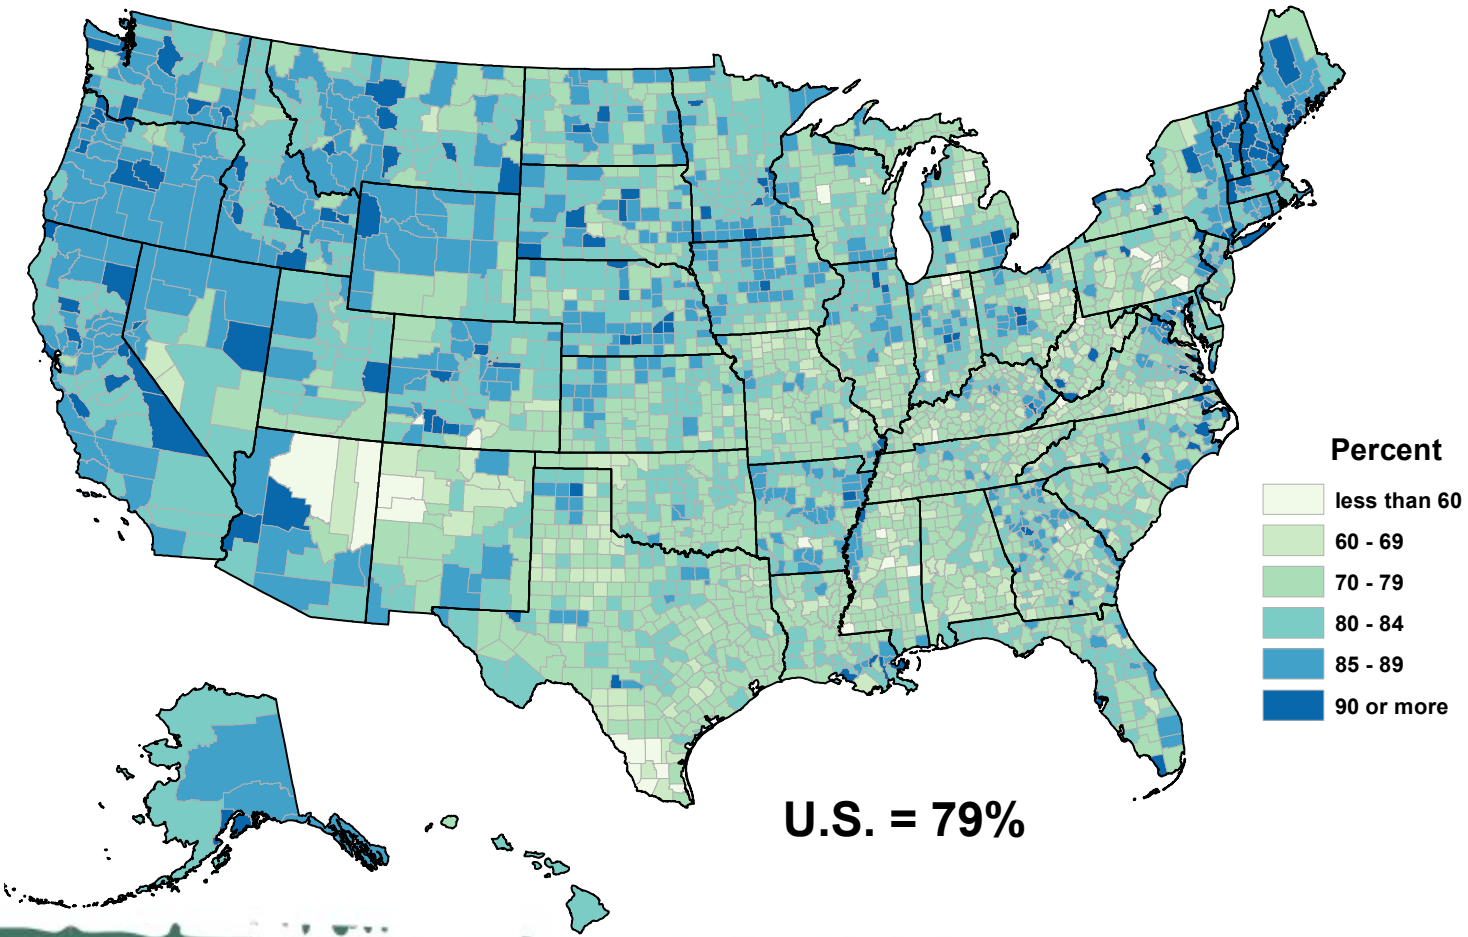 Percent
less than 60
60 - 69
70 - 79
80 - 84
85 - 89
90 or more
U.S. = 79%